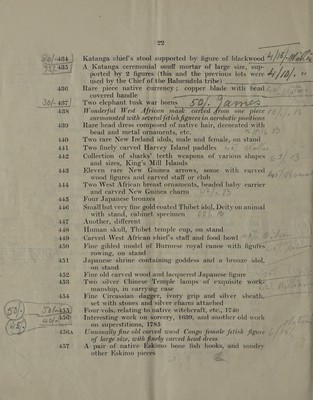 22
434 Katanga chief's stool supported by figure of blackwood
435 A Katanga ceremonial snuff mortar of large size, sup-
ported by 2 figures (this and the previous lots were
used by the Chief of the Baluendela tribe)
436 Rare piece native currency ; copper blade with bead
covered handle
30/- 437 Two elephant tusk war horns 50/. James
438 Wonderful West African mask carved from one piece
surmounted with several fetish figures in acrobatic positions
439 Rare head dress composed of native hair, decorated with
bead and metal ornaments, etc.
440 Two rare New Ireland idols, male and female, on stand
441 Two finely carved Harvey Island paddles
442 Collection of sharks' teeth weapons of various shapes
and sizes, King's Mill Islands
443 Eleven rare New Guinea arrows, some with carved
wood figures and carved staff or club
444 Two West African breast ornaments, beaded baby carrier
and carved New Guinea charm
445 Four Japanese bronzes
446 Small but very fine gold coated Thibet idol, Deity on animal
with stand, cabinet specimen
447 Another, different
448 Human skull, Thibet temple cup, on stand
449 Carved West African chief's staff and food bowl
450 Fine gilded model of Burmese royal canoe with figures
rowing, on stand
451 Japanese shrine containing goddess and a bronze idol,
on stand
452 Fine old carved wood and lacquered Japanese figure
453 Two silver Chinese Temple lamps of exquisite work-
manship, in carrying case
454 Fine Circassian dagger, ivory grip and silver sheath,
set with stones and silver chains attached
455 Four vols, relating to native witchcraft, etc., 1740
456 Interesting work on sorcery, 1699, and another old work
on superstitions, 1783
456A Unusually fine old carved wood Congo female fetish figure
of large size, with finely carved head dress
457 A pair of native Eskimo bone fish hooks, and sundry
other Eskimo pieces